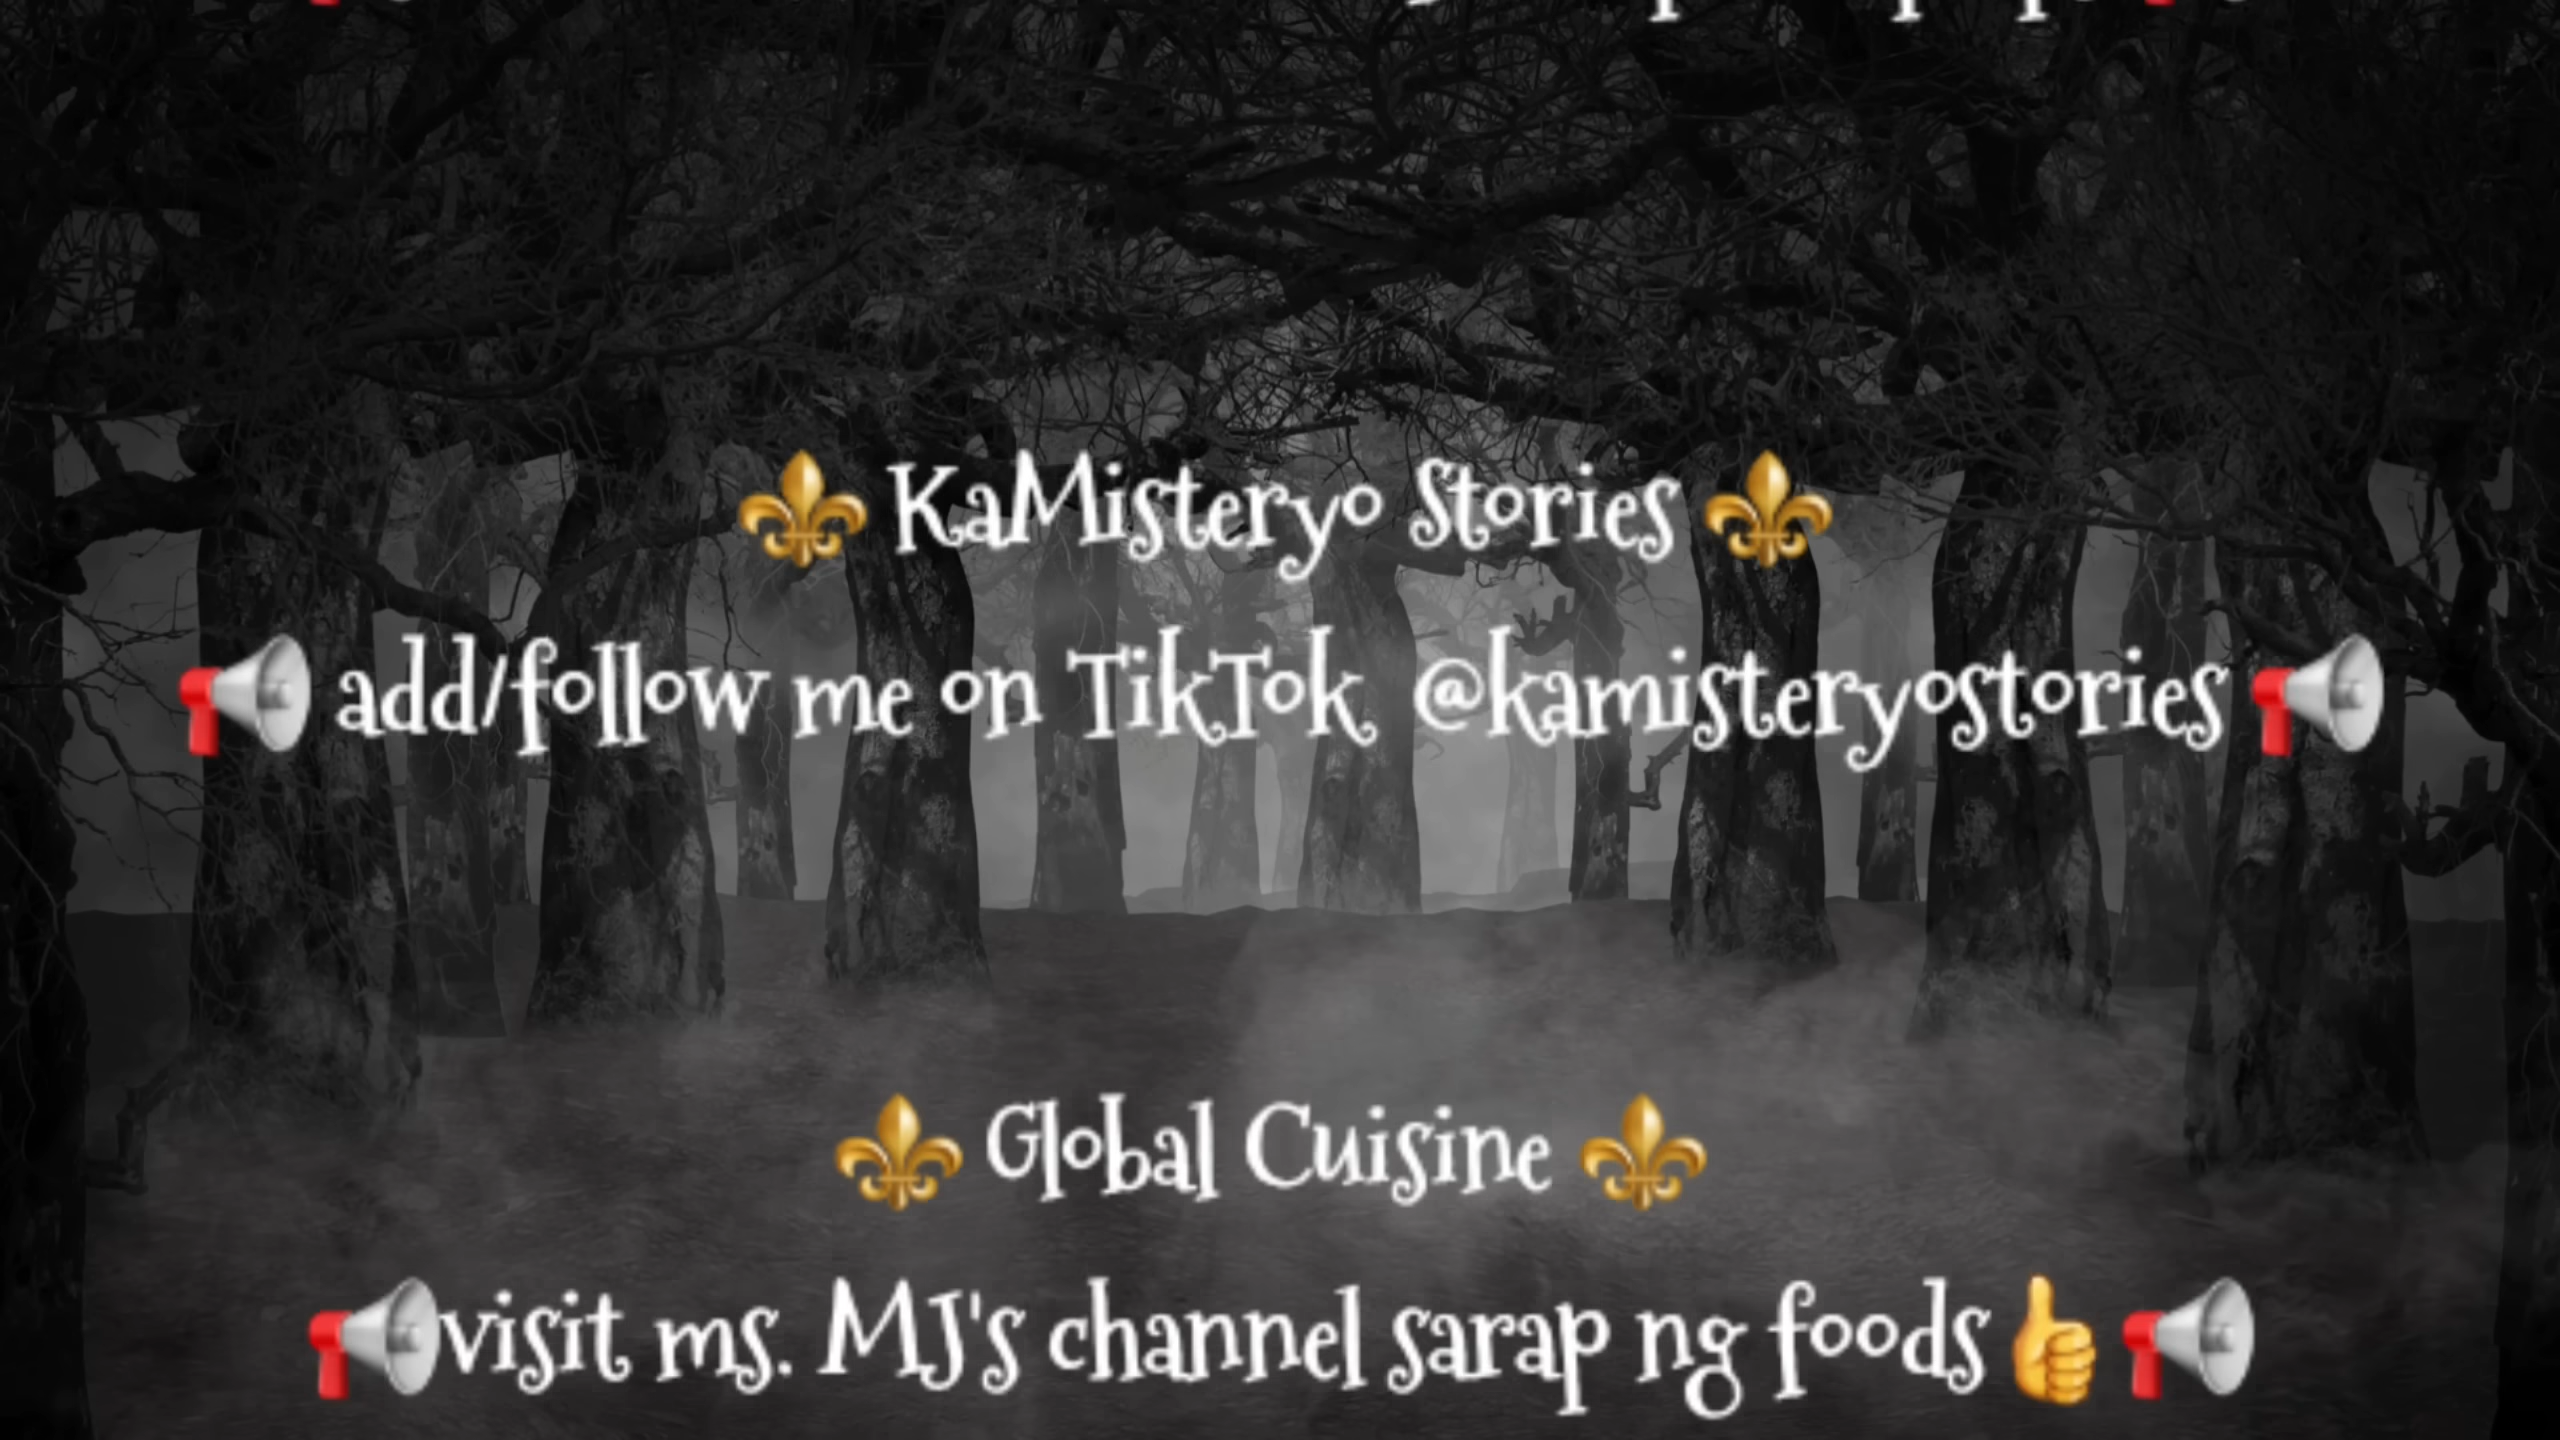 ⚜️ KaMisteryo Stories ⚜️
📢 add/follow me on TikTok @kamisteryostories 📢
⚜️ Global Cuisine ⚜️
📢visit ms. MJ's channel sarap ng foods👍📢